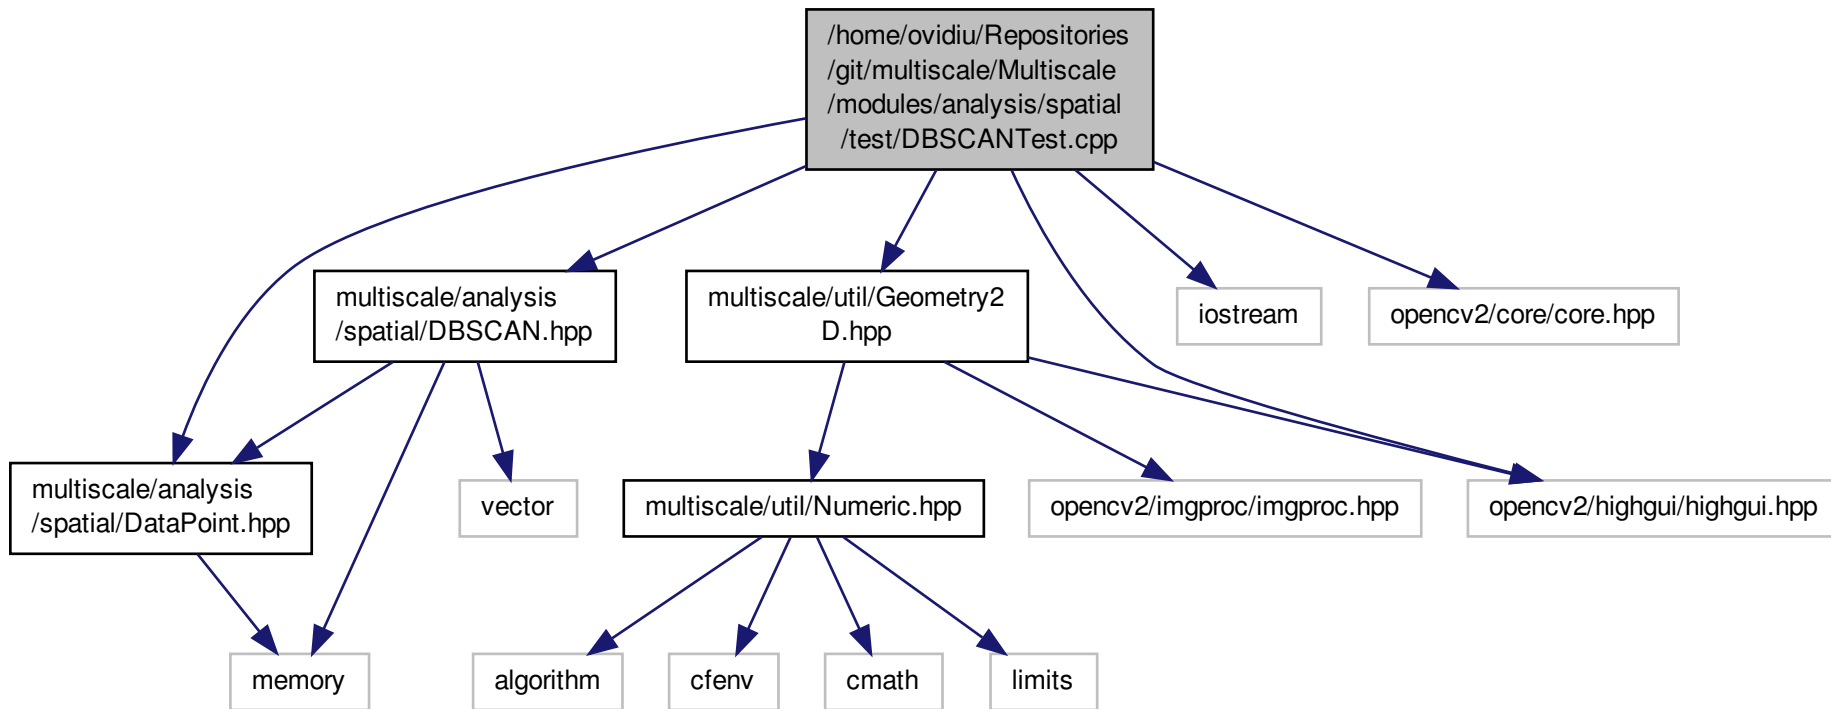 /home/ovidiu/Repositories
/git/multiscale/Multiscale
/modules/analysis/spatial
/test/DBSCANTest.cpp
multiscale/analysis
/spatial/DBSCAN.hpp
multiscale/util/Geometry2
D.hpp
iostream
opencv2/core/core.hpp
multiscale/analysis
/spatial/DataPoint.hpp
vector
multiscale/util/Numeric.hpp
opencv2/imgproc/imgproc.hpp
opencv2/highgui/highgui.hpp
memory
algorithm
cfenv
cmath
limits